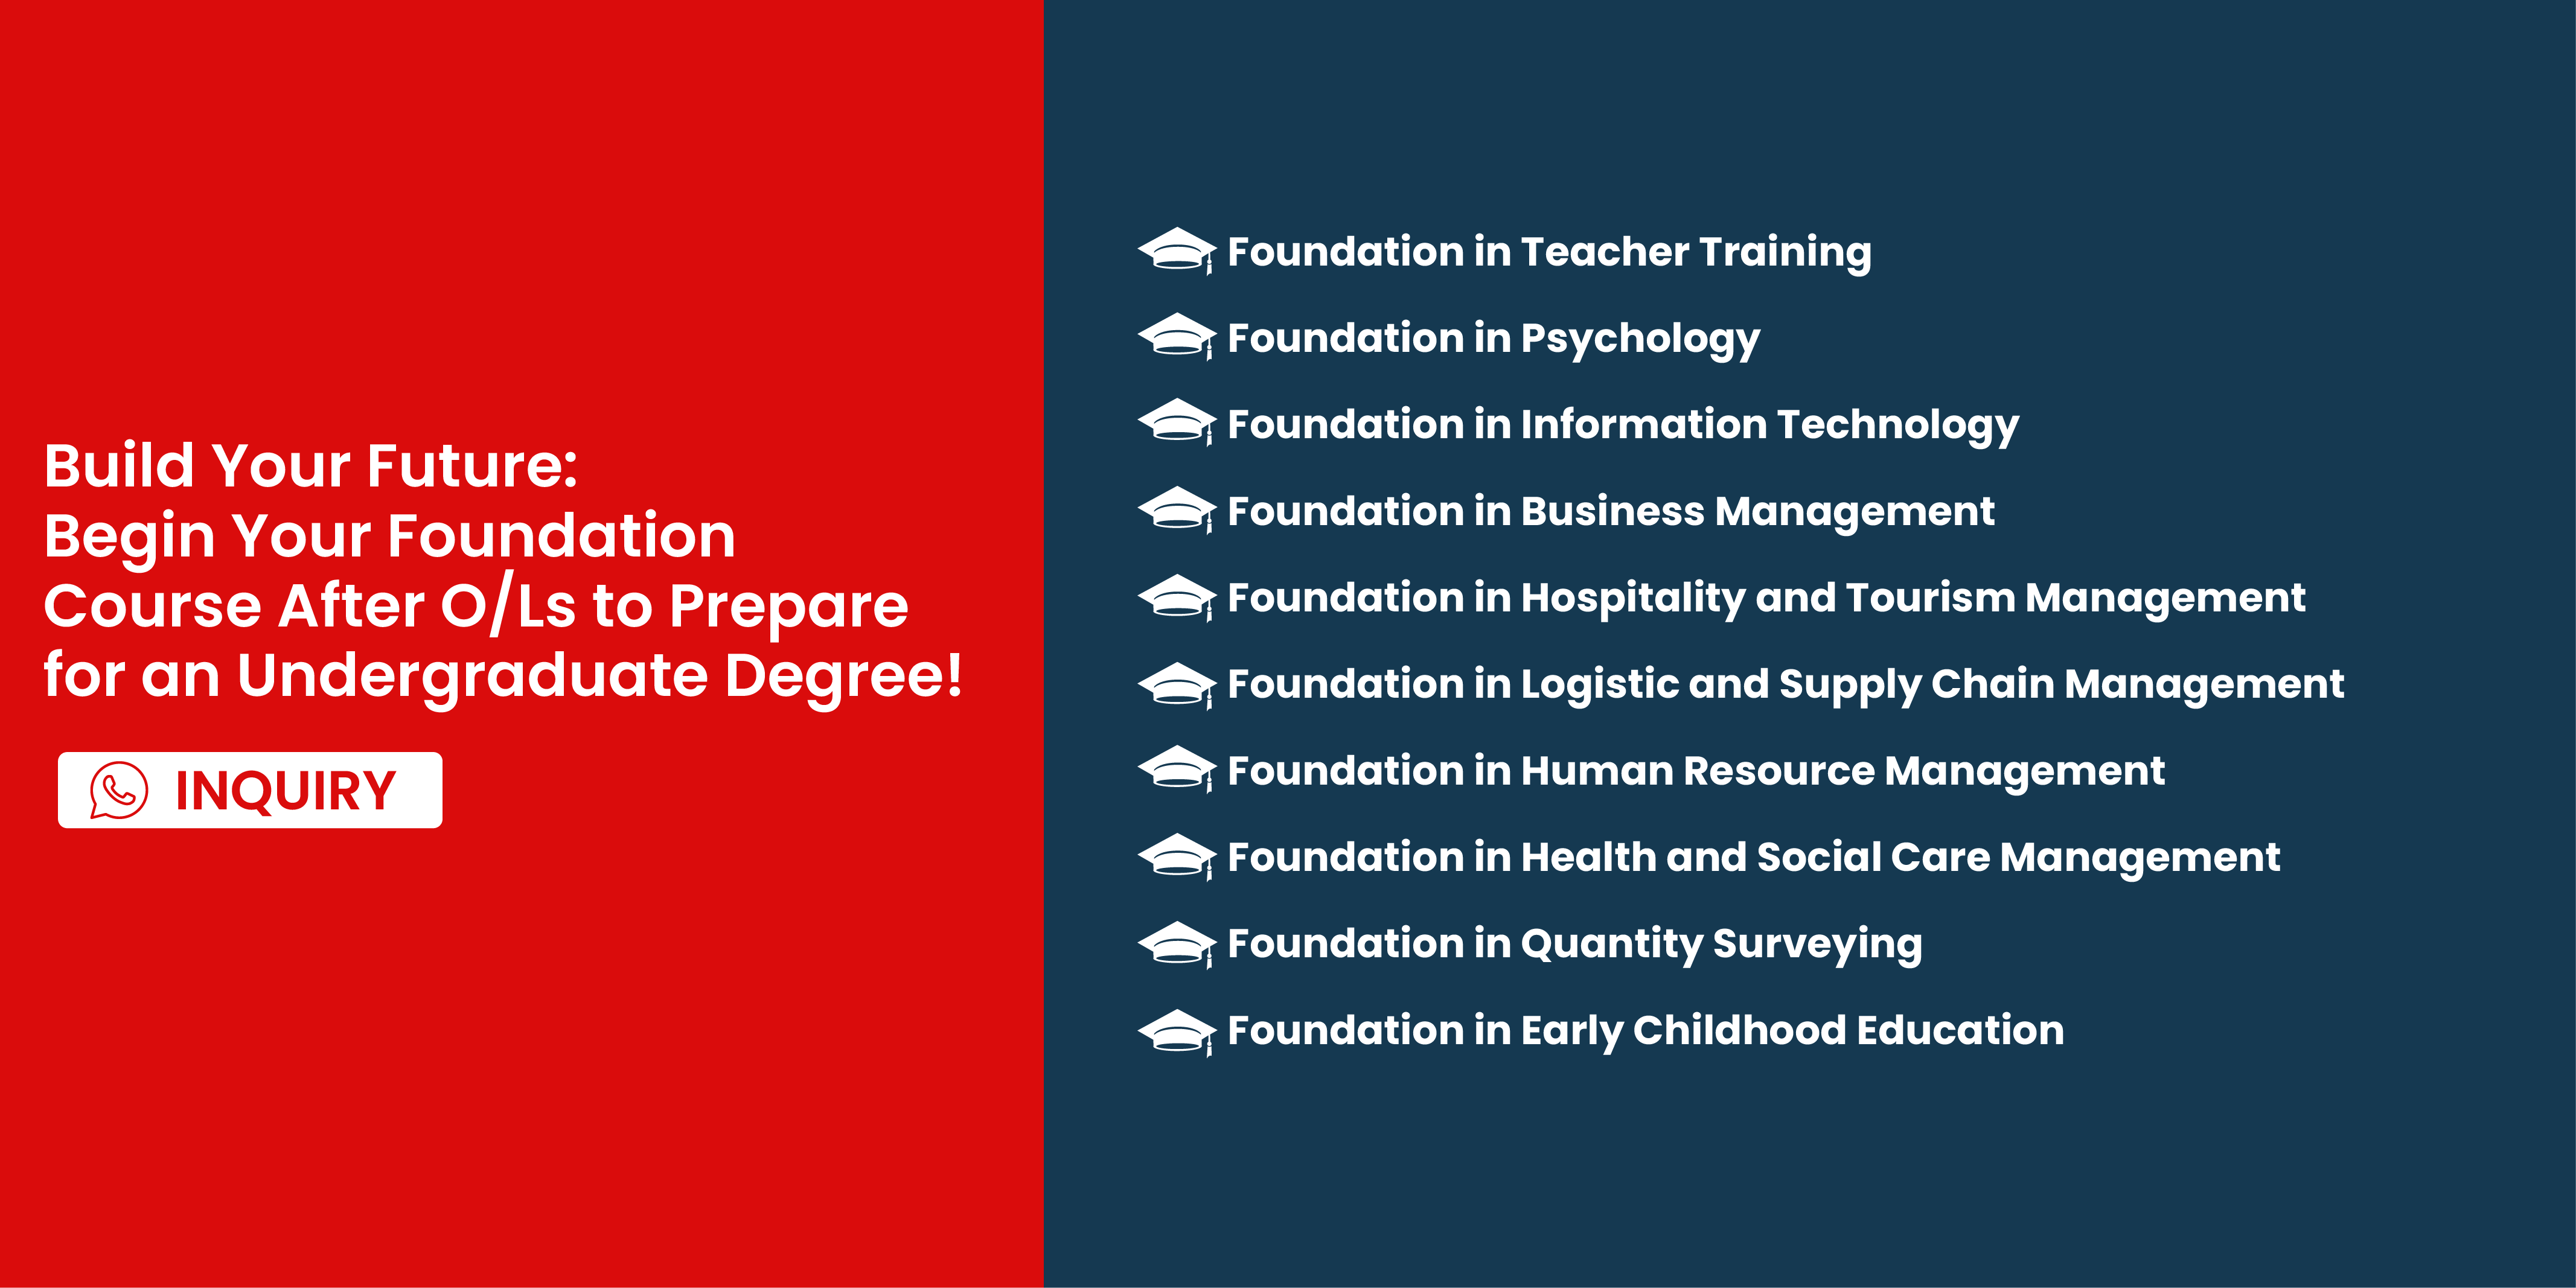 Build Your Future:
Begin Your Foundation
Course After O/Ls to Prepare
for an Undergraduate Degree!
INQUIRY
Foundation in Teacher Training
Foundation in Psychology
Foundation in Information Technology
Foundation in Business Management
Foundation in Hospitality and Tourism Management
Foundation in Logistic and Supply Chain Management
Foundation in Human Resource Management
Foundation in Health and Social Care Management
Foundation in Quantity Surveying
Foundation in Early Childhood Education